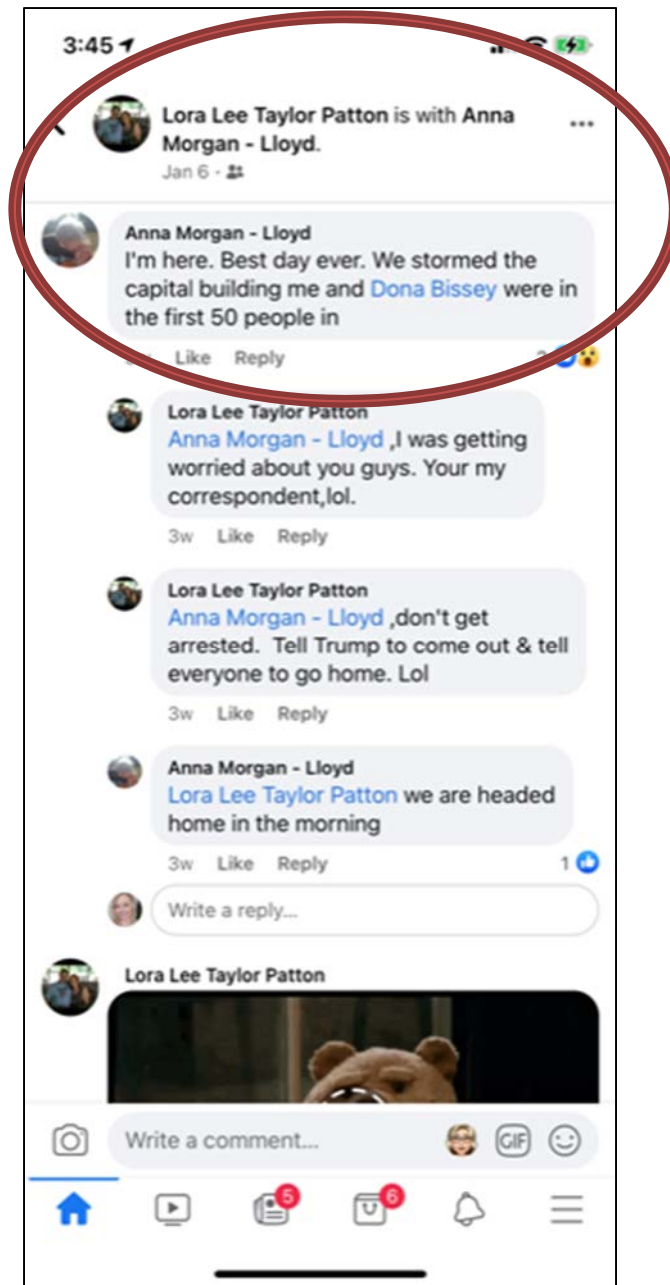 3:45
Lora Lee Taylor Patton is with Anna
Morgan - Lloyd.
Jan 6 -
Anna Morgan - Lloyd
I'm here. Best day ever. We stormed the
capital building me and Dona Bissey were in
the first 50 people in
Like Reply
Lora Lee Taylor Patton
Anna Morgan - Lloyd ,I was getting
worried about you guys. Your my
correspondent,lol.
3w Like Reply
Lora Lee Taylor Patton
Anna Morgan - Lloyd ,don't get
arrested. Tell Trump to come out & tell
everyone to go home. Lol
3w Like Reply
Anna Morgan - Lloyd
Lora Lee Taylor Patton we are headed
home in the morning
3w Like Reply 1
Write a reply...
Lora Lee Taylor Patton
Write a comment... GIF
5 6